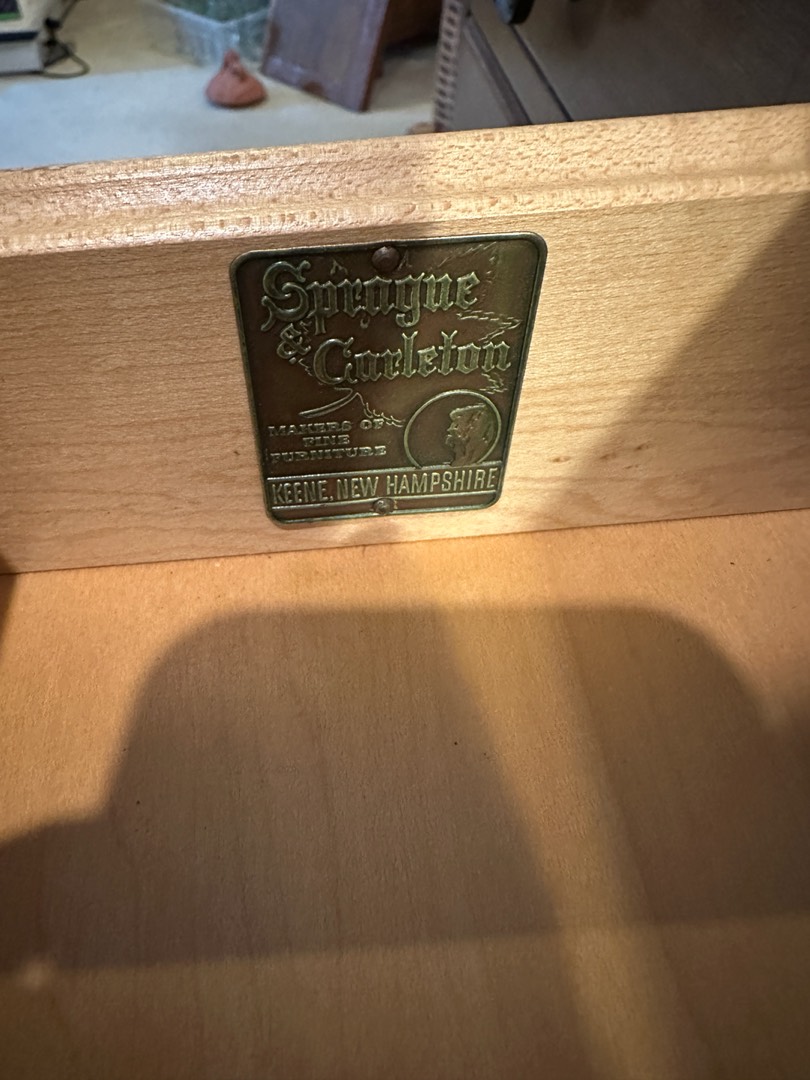 Sprague
& Carleton
MAKERS OF
FINE
FURNITURE
KEENE, NEW HAMPSHIRE